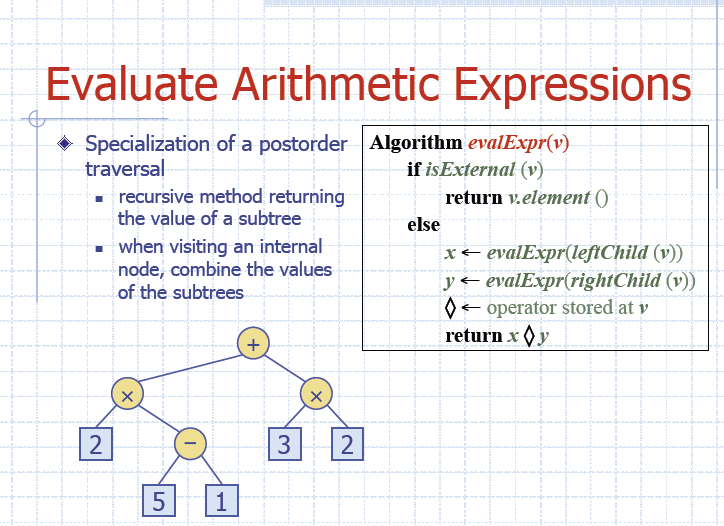 Evaluate Arithmetic Expressions
Specialization of a postorder
traversal
recursive method returning
the value of a subtree
when visiting an internal
node, combine the values
of the subtrees
Algorithm evalExpr(v)
if isExternal (v)
return v.element ()
else
x ← evalExpr(leftChild (v))
y ← evalExpr(rightChild (v))
◊ ← operator stored at v
return x ◊ y
+
× ×
2 − 3 2
5 1